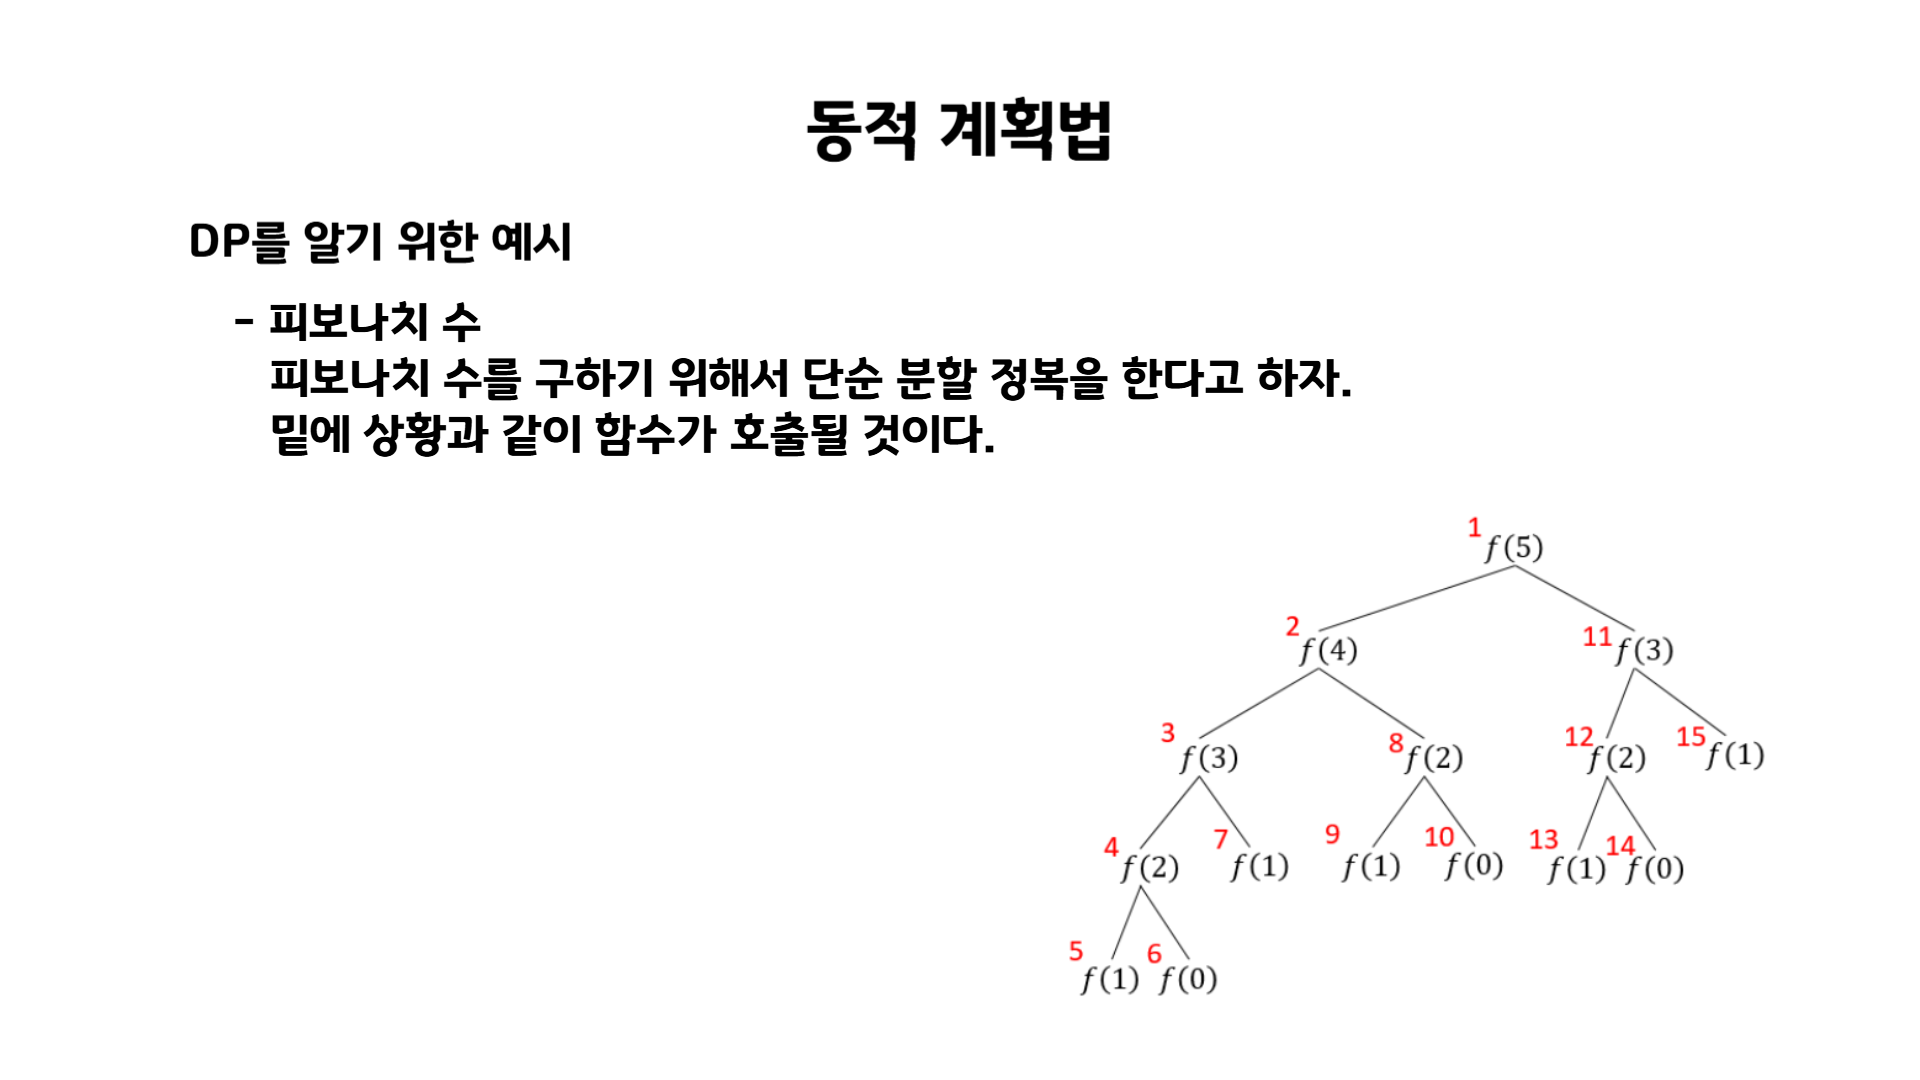 동적 계획법
DP를 알기 위한 예시
- 피보나치 수
피보나치 수를 구하기 위해서 단순 분할 정복을 한다고 하자.
밑에 상황과 같이 함수가 호출될 것이다.
1 f(5)
2 f(4) 11 f(3)
3 f(3) 8 f(2) 12 f(2) 15 f(1)
4 f(2) 7 f(1) 9 f(1) 10 f(0) 13 f(1) 14 f(0)
5 f(1) 6 f(0)